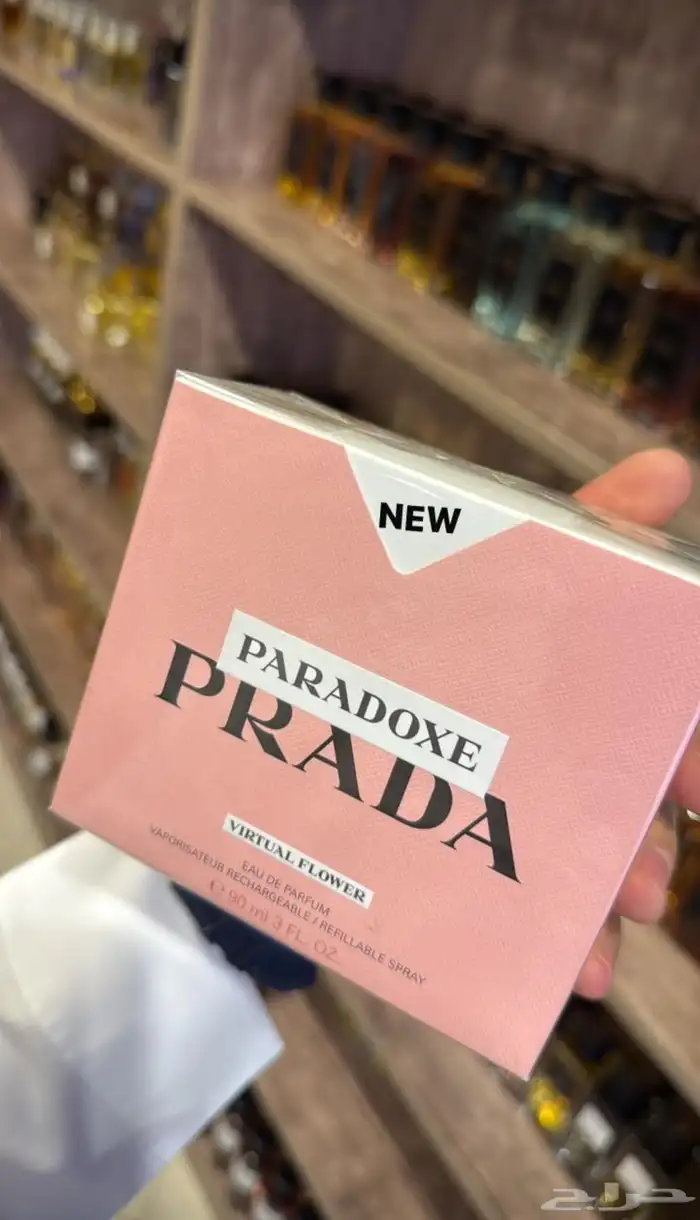 NEW
PARADOXE
PRADA
VIRTUAL FLOWER
EAU DE PARFUM
VAPORISATEUR RECHARGEABLE / REFILLABLE SPRAY
℮ 90 ml 3 FL. OZ.
حراج